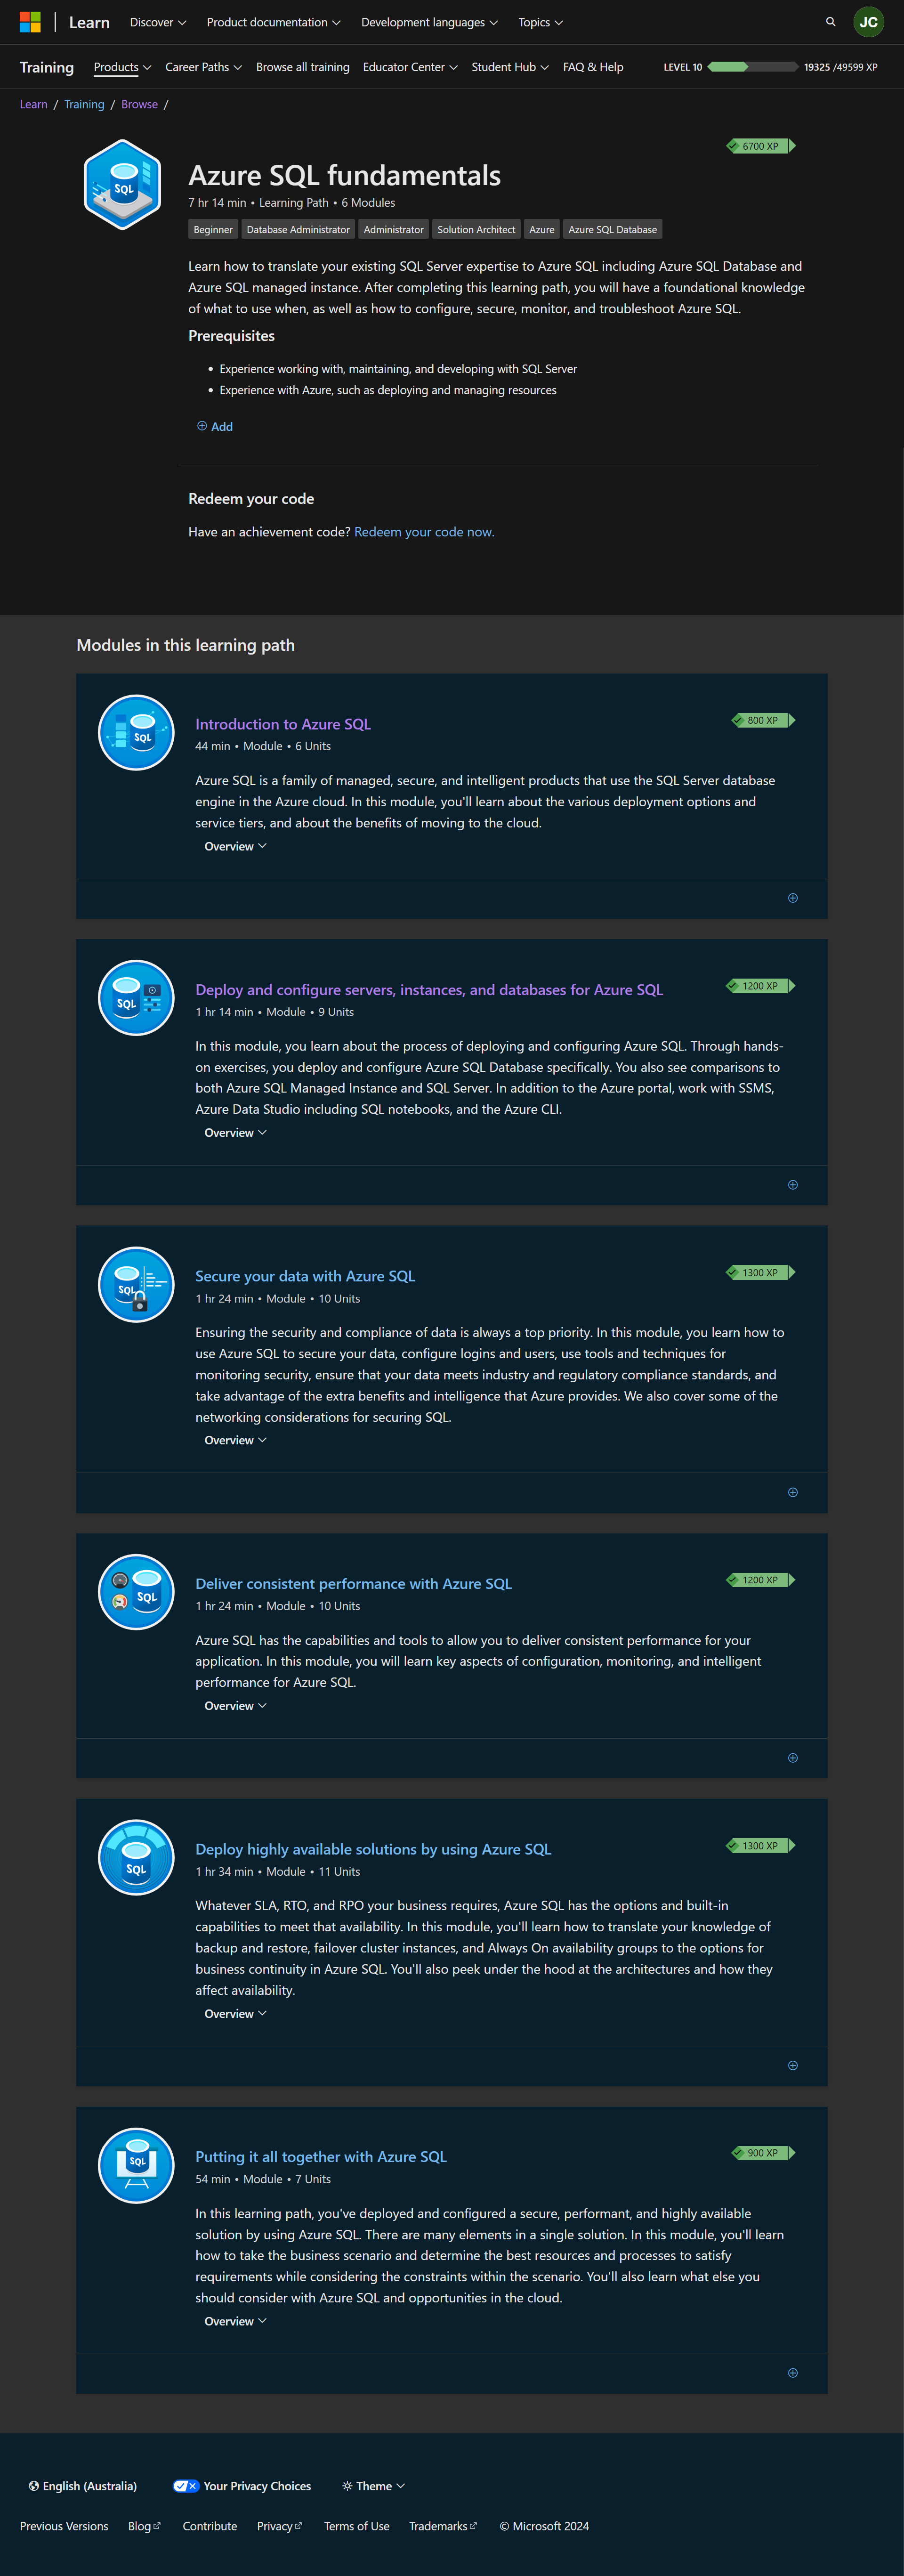 Learn Discover Product documentation Development languages Topics JC
Training Products Career Paths Browse all training Educator Center Student Hub FAQ & Help LEVEL 10 19325 /49599 XP
Learn / Training / Browse /
6700 XP
SQL
Azure SQL fundamentals
7 hr 14 min • Learning Path • 6 Modules
Beginner Database Administrator Administrator Solution Architect Azure Azure SQL Database
Learn how to translate your existing SQL Server expertise to Azure SQL including Azure SQL Database and
Azure SQL managed instance. After completing this learning path, you will have a foundational knowledge
of what to use when, as well as how to configure, secure, monitor, and troubleshoot Azure SQL.
Prerequisites
• Experience working with, maintaining, and developing with SQL Server
• Experience with Azure, such as deploying and managing resources
Add
Redeem your code
Have an achievement code? Redeem your code now.
Modules in this learning path
SQL
Introduction to Azure SQL 800 XP
44 min • Module • 6 Units
Azure SQL is a family of managed, secure, and intelligent products that use the SQL Server database
engine in the Azure cloud. In this module, you'll learn about the various deployment options and
service tiers, and about the benefits of moving to the cloud.
Overview
SQL
Deploy and configure servers, instances, and databases for Azure SQL 1200 XP
1 hr 14 min • Module • 9 Units
In this module, you learn about the process of deploying and configuring Azure SQL. Through hands-
on exercises, you deploy and configure Azure SQL Database specifically. You also see comparisons to
both Azure SQL Managed Instance and SQL Server. In addition to the Azure portal, work with SSMS,
Azure Data Studio including SQL notebooks, and the Azure CLI.
Overview
SQL
Secure your data with Azure SQL 1300 XP
1 hr 24 min • Module • 10 Units
Ensuring the security and compliance of data is always a top priority. In this module, you learn how to
use Azure SQL to secure your data, configure logins and users, use tools and techniques for
monitoring security, ensure that your data meets industry and regulatory compliance standards, and
take advantage of the extra benefits and intelligence that Azure provides. We also cover some of the
networking considerations for securing SQL.
Overview
SQL
Deliver consistent performance with Azure SQL 1200 XP
1 hr 24 min • Module • 10 Units
Azure SQL has the capabilities and tools to allow you to deliver consistent performance for your
application. In this module, you will learn key aspects of configuration, monitoring, and intelligent
performance for Azure SQL.
Overview
SQL
Deploy highly available solutions by using Azure SQL 1300 XP
1 hr 34 min • Module • 11 Units
Whatever SLA, RTO, and RPO your business requires, Azure SQL has the options and built-in
capabilities to meet that availability. In this module, you'll learn how to translate your knowledge of
backup and restore, failover cluster instances, and Always On availability groups to the options for
business continuity in Azure SQL. You'll also peek under the hood at the architectures and how they
affect availability.
Overview
SQL
Putting it all together with Azure SQL 900 XP
54 min • Module • 7 Units
In this learning path, you've deployed and configured a secure, performant, and highly available
solution by using Azure SQL. There are many elements in a single solution. In this module, you'll learn
how to take the business scenario and determine the best resources and processes to satisfy
requirements while considering the constraints within the scenario. You'll also learn what else you
should consider with Azure SQL and opportunities in the cloud.
Overview
English (Australia) Your Privacy Choices Theme
Previous Versions Blog Contribute Privacy Terms of Use Trademarks © Microsoft 2024